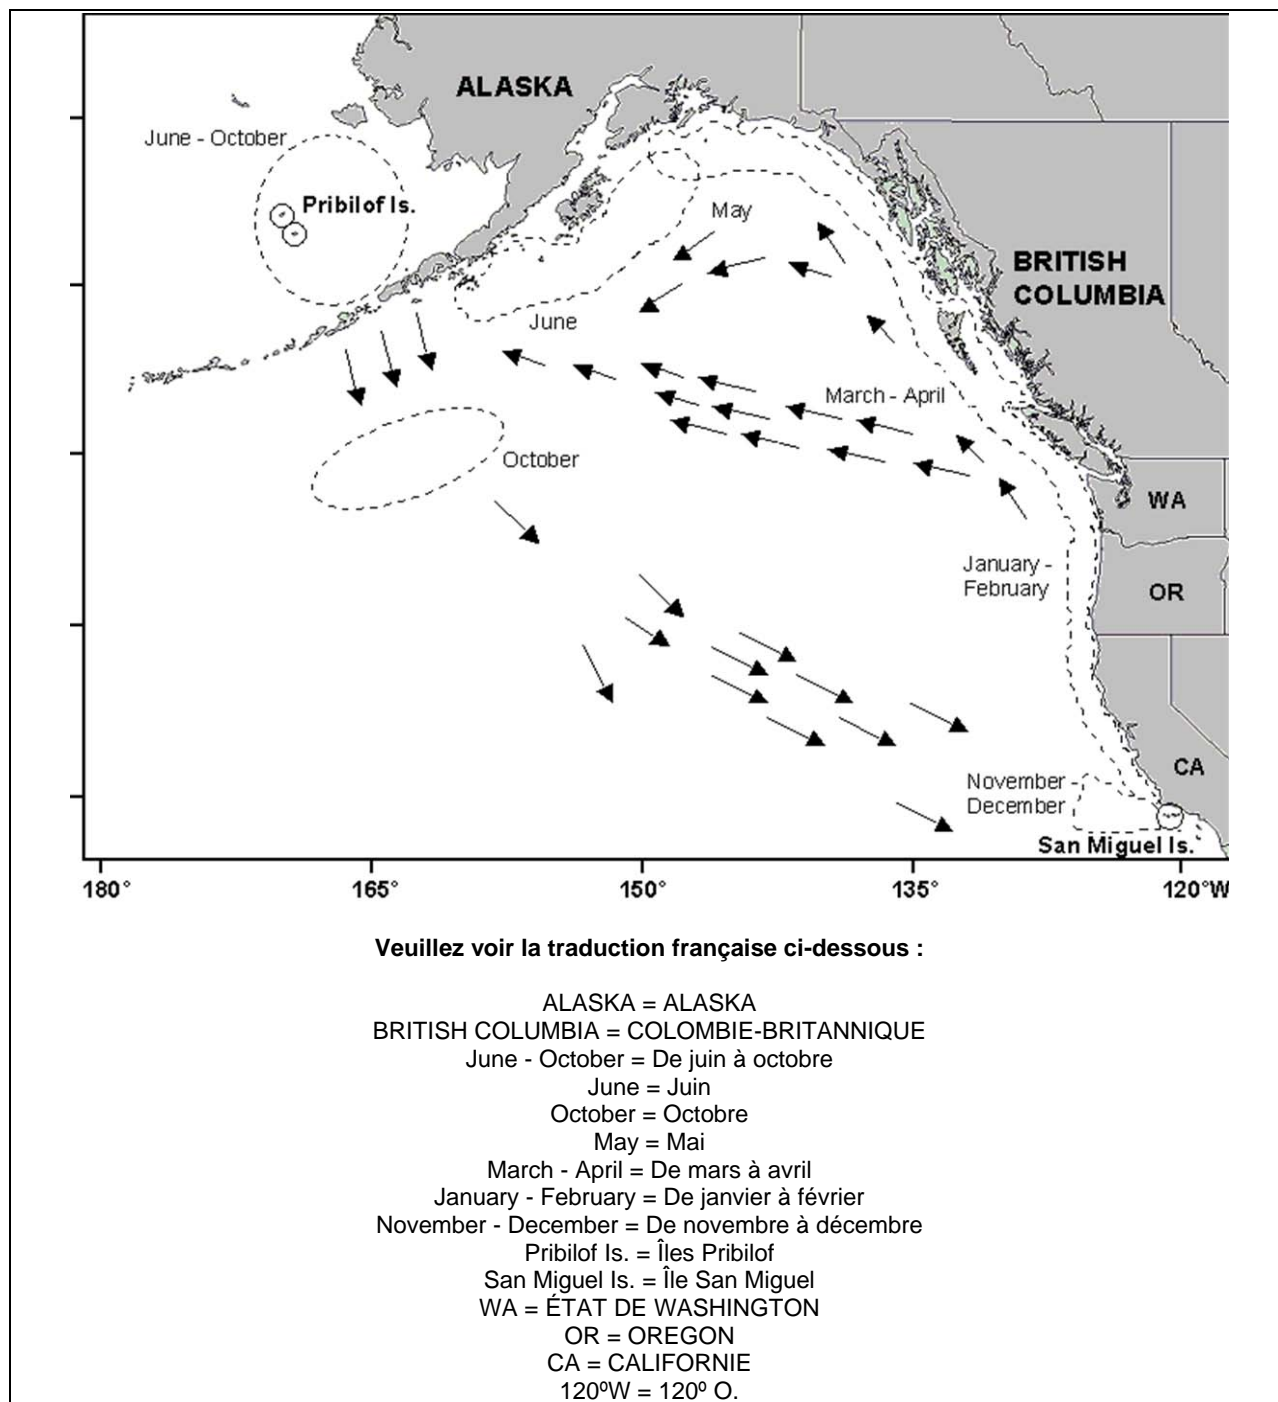 ALASKA
June - October
Pribilof Is.
May
BRITISH
COLUMBIA
June
March - April
October
WA
January -
February
OR
CA
November -
December
San Miguel Is.
180°
165°
150°
135°
120°W
Veuillez voir la traduction française ci-dessous :
ALASKA = ALASKA
BRITISH COLUMBIA = COLOMBIE-BRITANNIQUE
June - October = De juin à octobre
June = Juin
October = Octobre
May = Mai
March - April = De mars à avril
January - February = De janvier à février
November - December = De novembre à décembre
Pribilof Is. = Îles Pribilof
San Miguel Is. = Île San Miguel
WA = ÉTAT DE WASHINGTON
OR = OREGON
CA = CALIFORNIE
120ºW = 120º O.